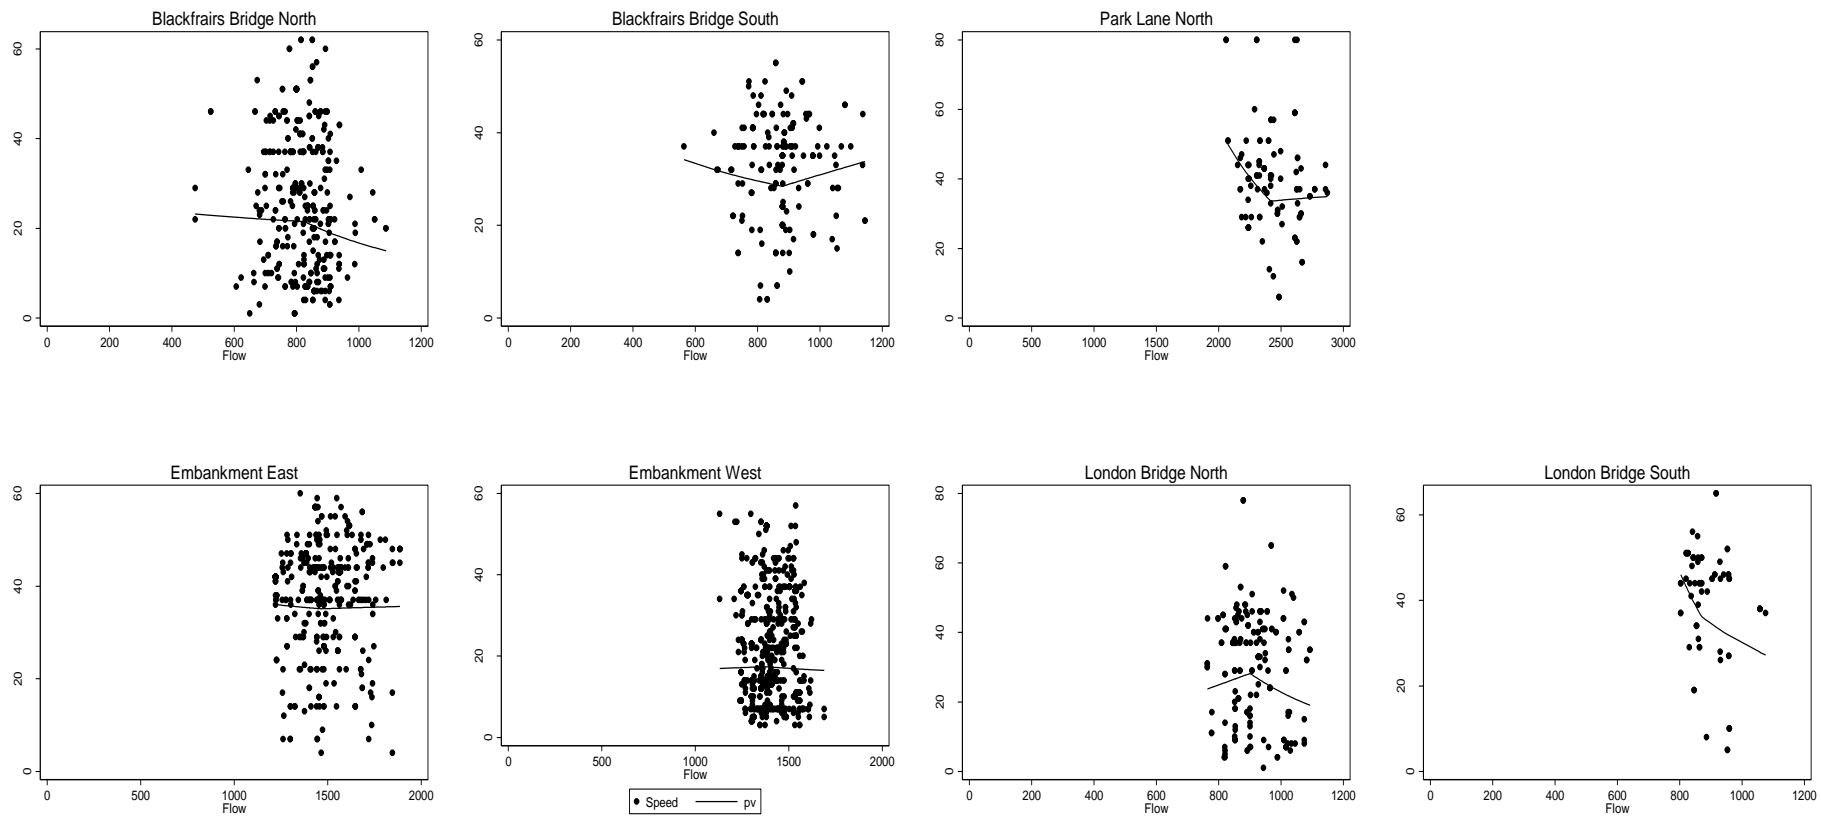 Blackfrairs Bridge North
Blackfrairs Bridge South
Park Lane North
60
40
20
0
0 200 400 600 800 1000 1200
Flow
60
40
20
0
0 200 400 600 800 1000 1200
Flow
80
60
40
20
0
0 500 1000 1500 2000 2500 3000
Flow
Embankment East
Embankment West
London Bridge North
London Bridge South
60
50
40
30
20
10
0
0 500 1000 1500 2000
Flow
60
40
20
0
0 500 1000 1500 2000
Flow
80
60
40
20
0
0 200 400 600 800 1000 1200
Flow
60
40
20
0
0 200 400 600 800 1000 1200
Flow
Speed pv